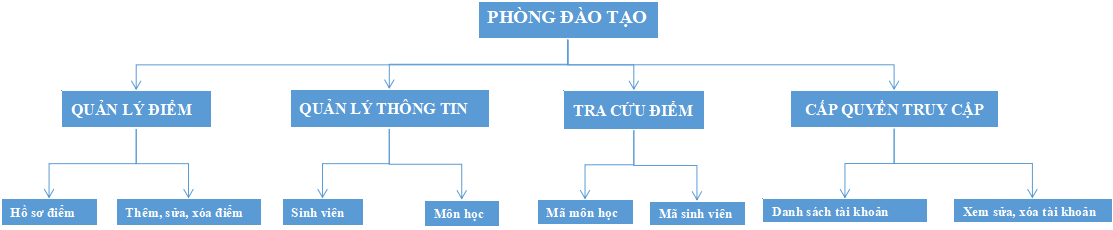 PHÒNG ĐÀO TẠO
QUẢN LÝ ĐIỂM
QUẢN LÝ THÔNG TIN
TRA CỨU ĐIỂM
CẤP QUYỀN TRUY CẬP
Hồ sơ điểm
Thêm, sửa, xóa điểm
Sinh viên
Môn học
Mã môn học
Mã sinh viên
Danh sách tài khoản
Xem sửa, xóa tài khoản